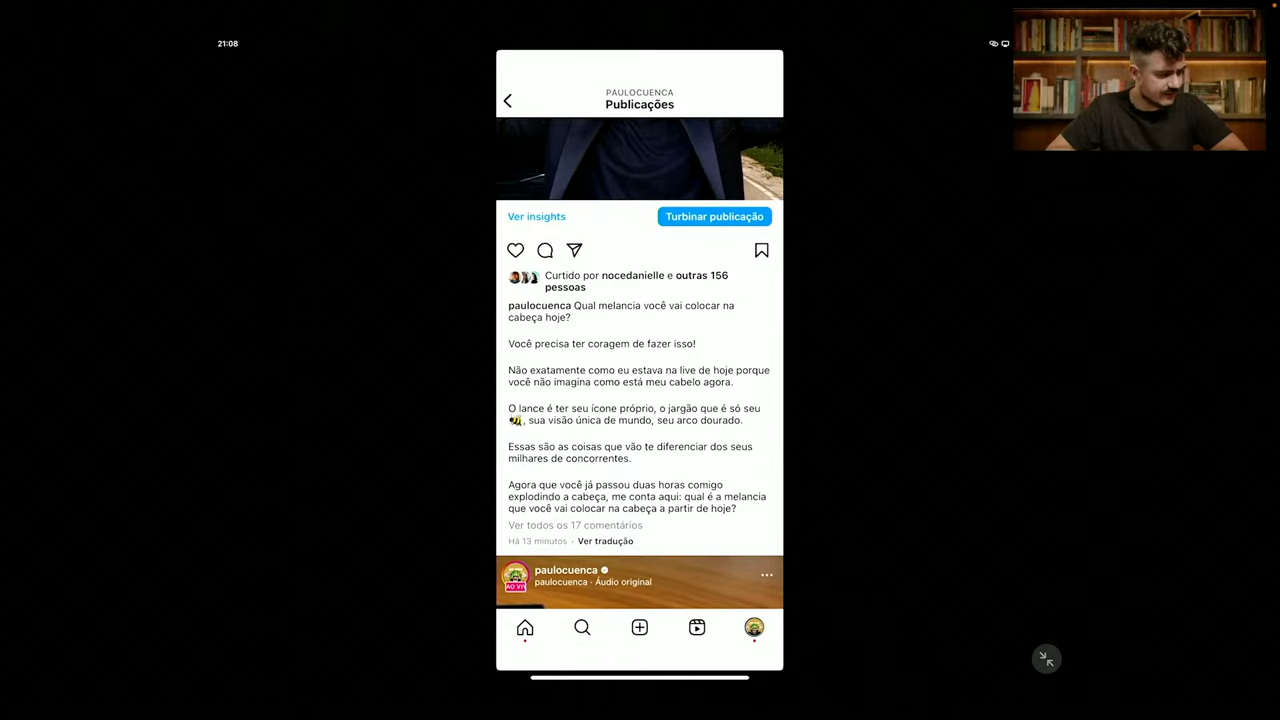 21:08
PAULOCUENCA
Publicações
Ver insights
Turbinar publicação
Curtido por nocedanielle e outras 156
pessoas
paulocuenca Qual melancia você vai colocar na
cabeça hoje?
Você precisa ter coragem de fazer isso!
Não exatamente como eu estava na live de hoje porque
você não imagina como está meu cabelo agora.
O lance é ter seu ícone próprio, o jargão que é só seu
🐝, sua visão única de mundo, seu arco dourado.
Essas são as coisas que vão te diferenciar dos seus
milhares de concorrentes.
Agora que você já passou duas horas comigo
explodindo a cabeça, me conta aqui: qual é a melancia
que você vai colocar na cabeça a partir de hoje?
Ver todos os 17 comentários
Há 13 minutos · Ver tradução
paulocuenca
paulocuenca · Áudio original
AO VIV